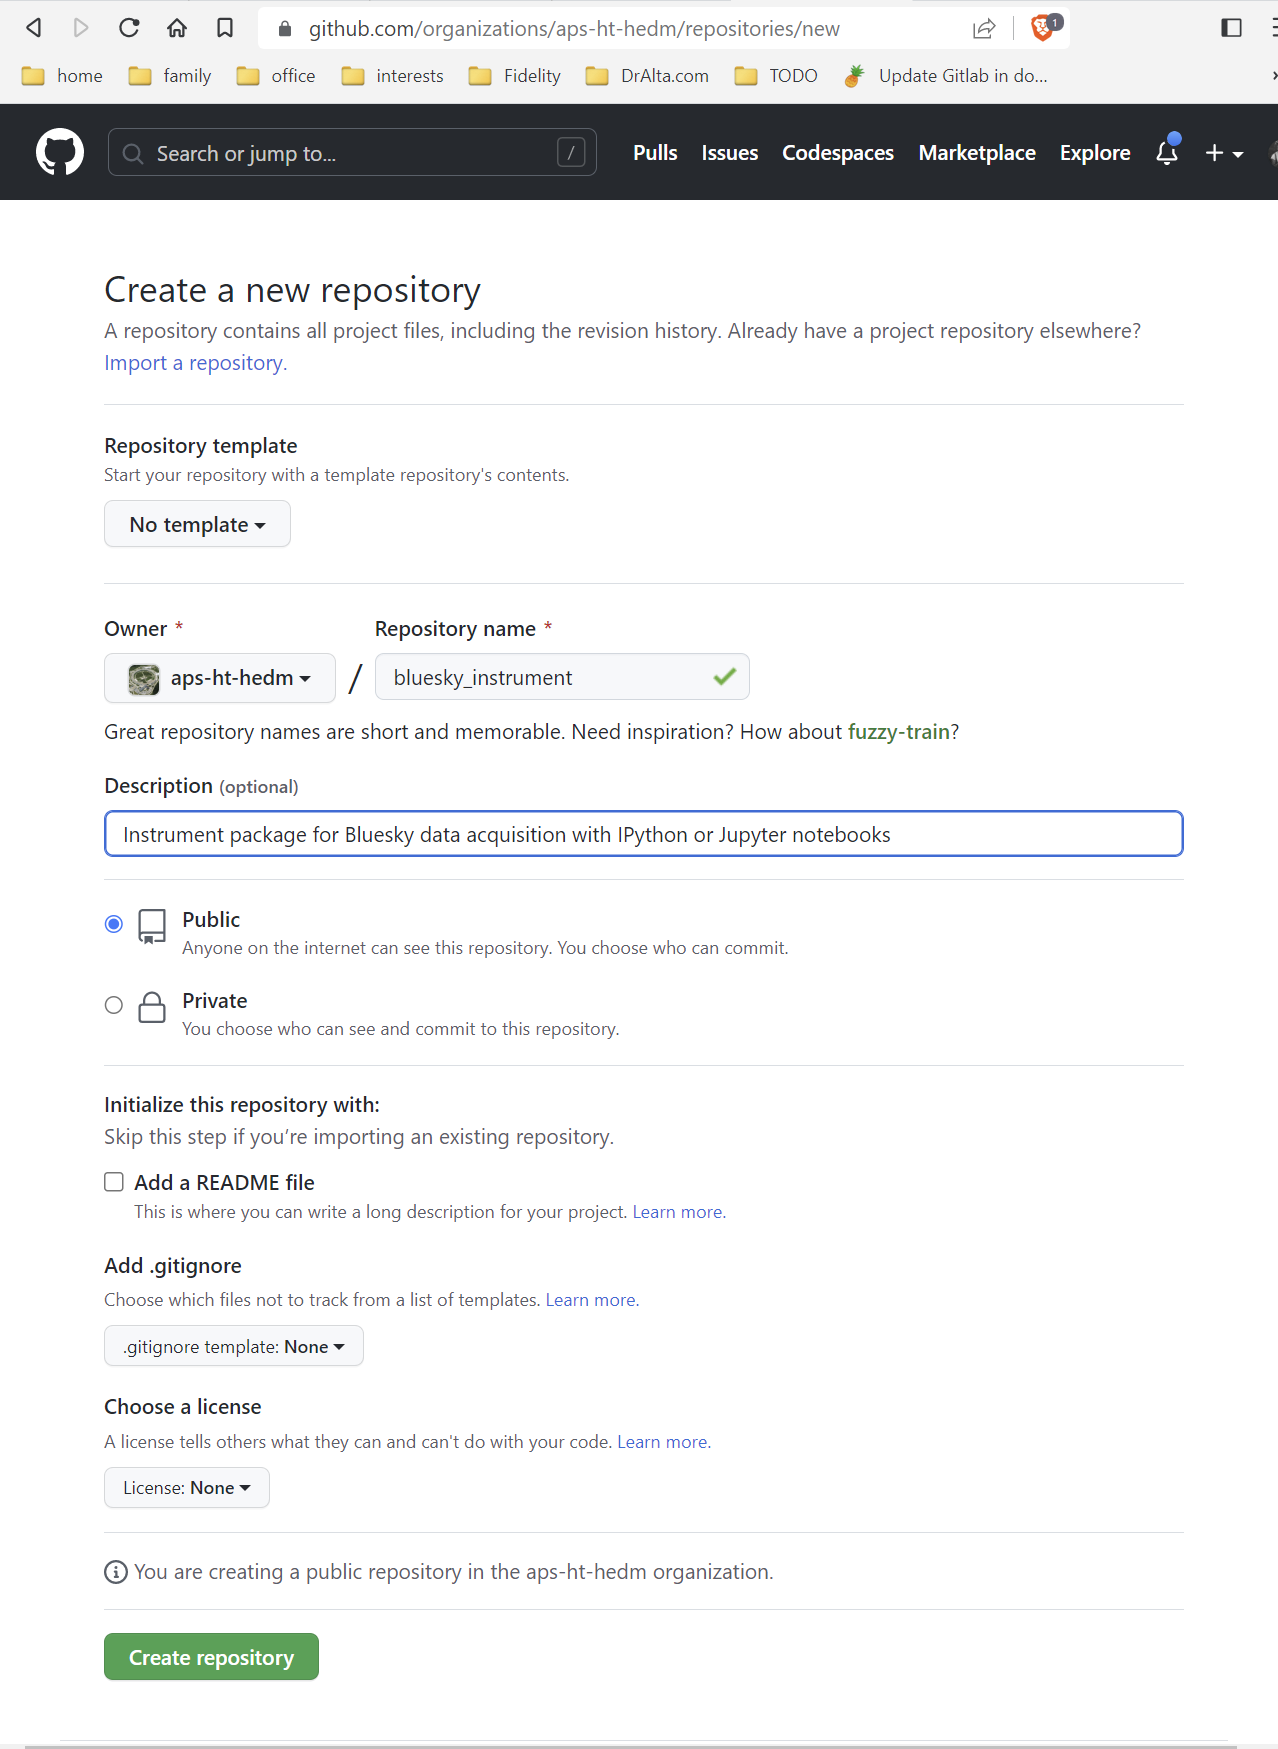 github.com/organizations/aps-ht-hedm/repositories/new
1
home family office interests Fidelity DrAlta.com TODO Update Gitlab in do...
Search or jump to... / Pulls Issues Codespaces Marketplace Explore
Create a new repository
A repository contains all project files, including the revision history. Already have a project repository elsewhere?
Import a repository.
Repository template
Start your repository with a template repository's contents.
No template
Owner * Repository name *
aps-ht-hedm / bluesky_instrument
Great repository names are short and memorable. Need inspiration? How about fuzzy-train?
Description (optional)
Instrument package for Bluesky data acquisition with IPython or Jupyter notebooks
Public
Anyone on the internet can see this repository. You choose who can commit.
Private
You choose who can see and commit to this repository.
Initialize this repository with:
Skip this step if you’re importing an existing repository.
Add a README file
This is where you can write a long description for your project. Learn more.
Add .gitignore
Choose which files not to track from a list of templates. Learn more.
.gitignore template: None
Choose a license
A license tells others what they can and can't do with your code. Learn more.
License: None
You are creating a public repository in the aps-ht-hedm organization.
Create repository